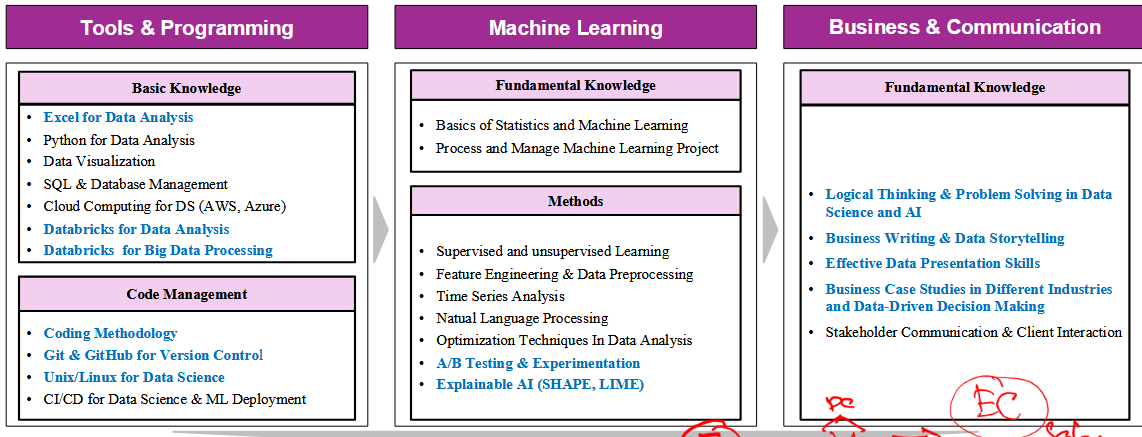 Tools & Programming
Basic Knowledge
• Excel for Data Analysis
• Python for Data Analysis
• Data Visualization
• SQL & Database Management
• Cloud Computing for DS (AWS, Azure)
• Databricks for Data Analysis
• Databricks for Big Data Processing
Code Management
• Coding Methodology
• Git & GitHub for Version Control
• Unix/Linux for Data Science
• CI/CD for Data Science & ML Deployment
Machine Learning
Fundamental Knowledge
• Basics of Statistics and Machine Learning
• Process and Manage Machine Learning Project
Methods
• Supervised and unsupervised Learning
• Feature Engineering & Data Preprocessing
• Time Series Analysis
• Natual Language Processing
• Optimization Techniques In Data Analysis
• A/B Testing & Experimentation
• Explainable AI (SHAPE, LIME)
Business & Communication
Fundamental Knowledge
• Logical Thinking & Problem Solving in Data
Science and AI
• Business Writing & Data Storytelling
• Effective Data Presentation Skills
• Business Case Studies in Different Industries
and Data-Driven Decision Making
• Stakeholder Communication & Client Interaction
EC